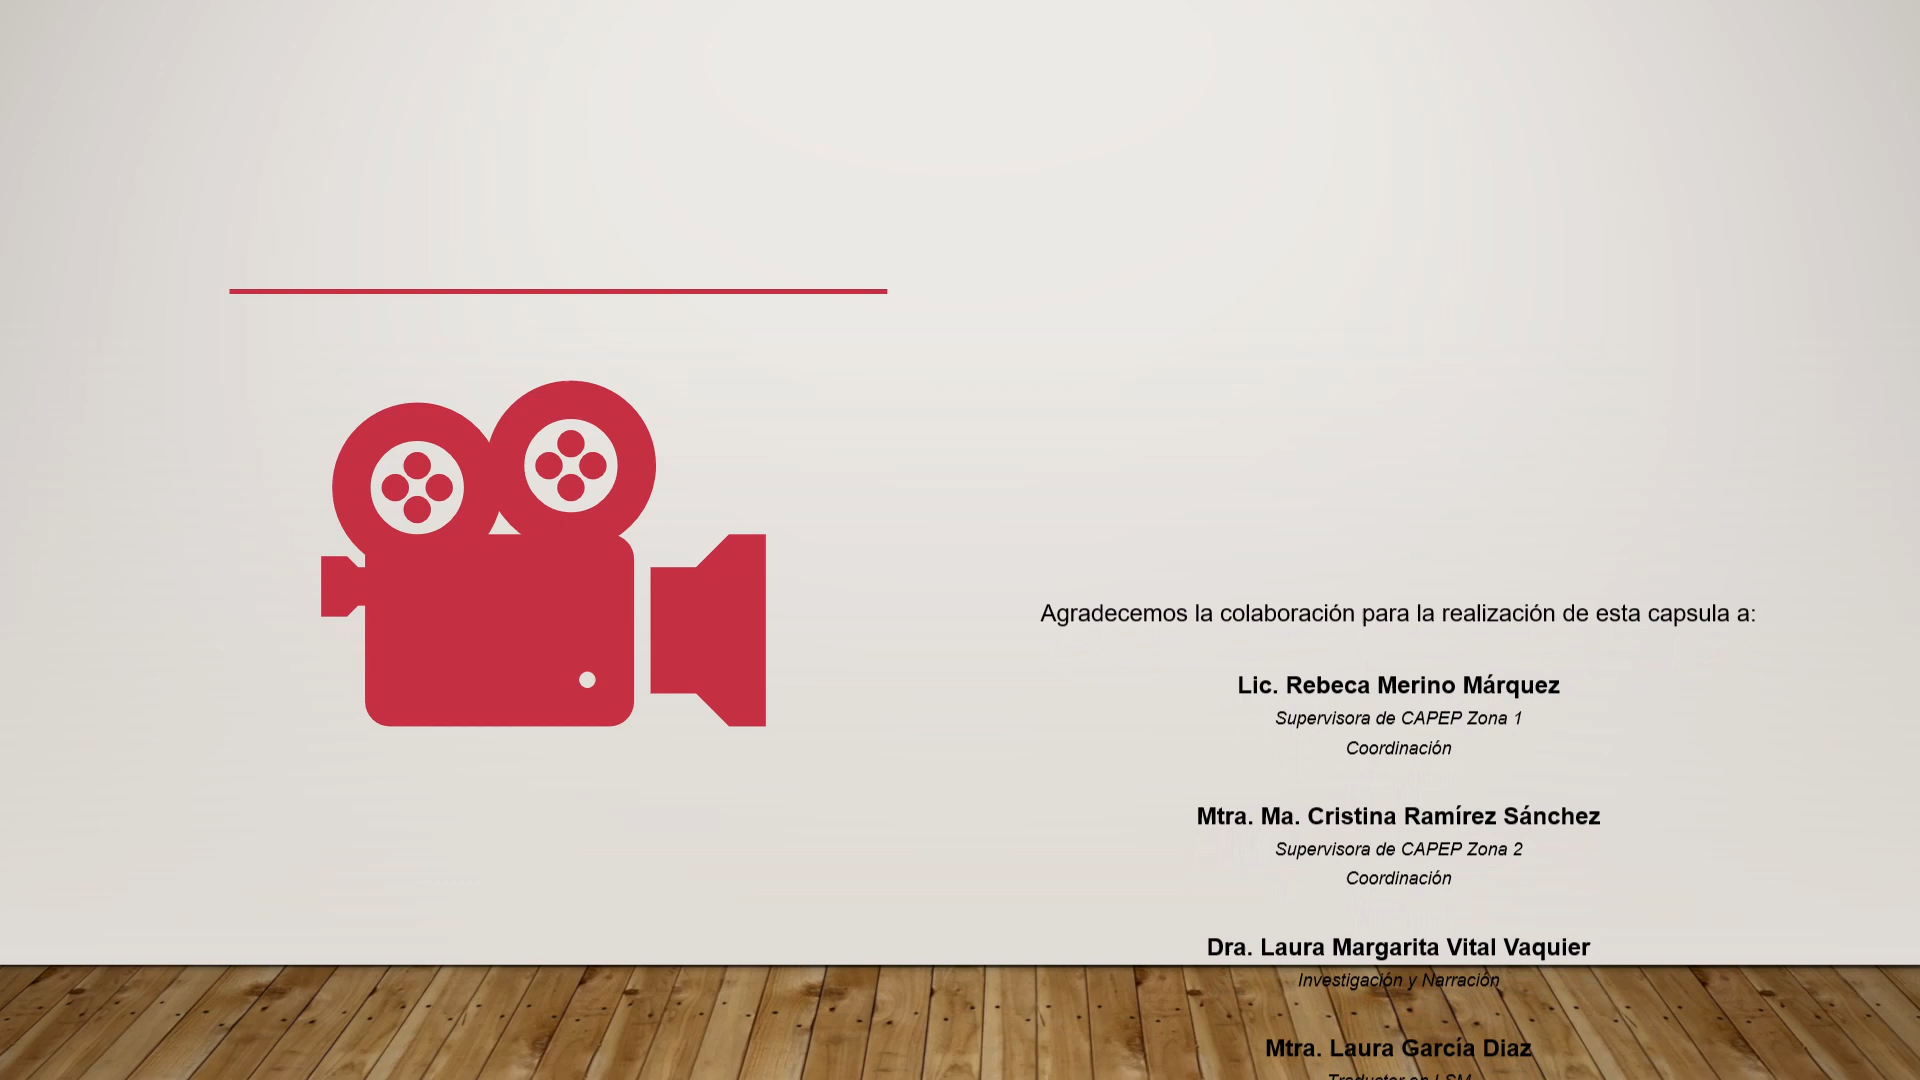 Agradecemos la colaboración para la realización de esta capsula a:
Lic. Rebeca Merino Márquez
Supervisora de CAPEP Zona 1
Coordinación
Mtra. Ma. Cristina Ramírez Sánchez
Supervisora de CAPEP Zona 2
Coordinación
Dra. Laura Margarita Vital Vaquier
Investigación y Narración
Mtra. Laura García Diaz